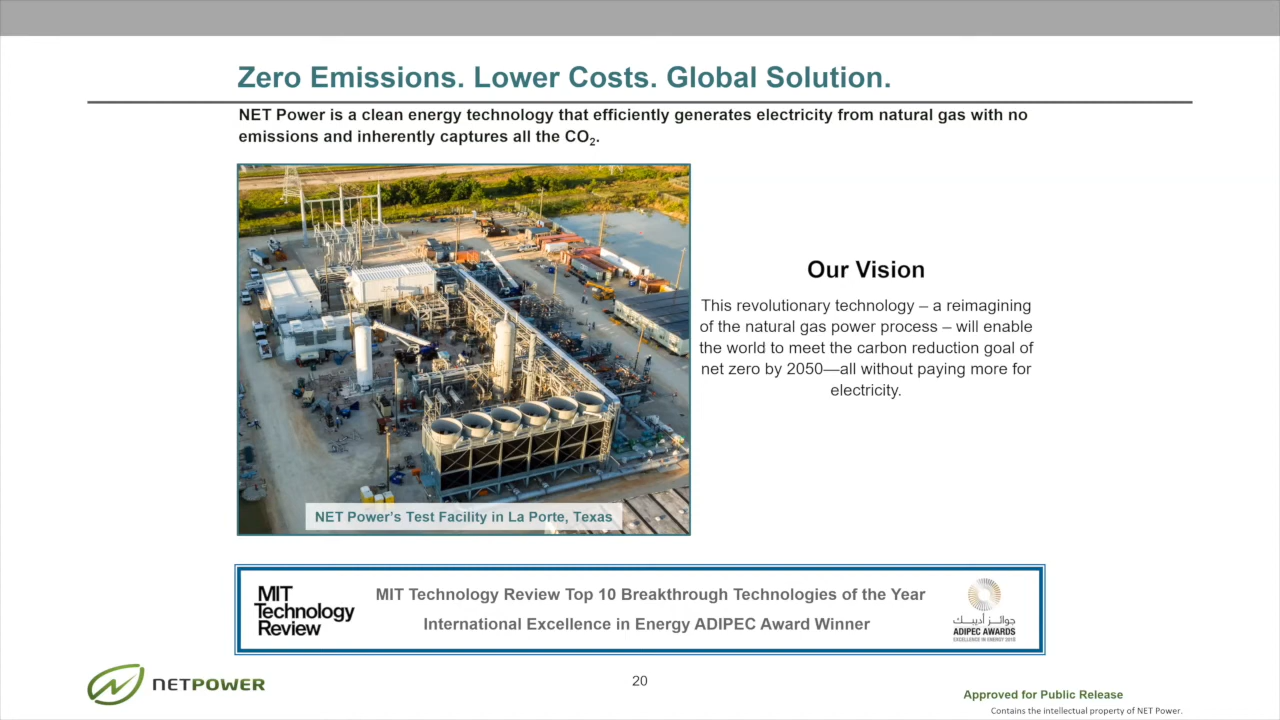 Zero Emissions. Lower Costs. Global Solution.
NET Power is a clean energy technology that efficiently generates electricity from natural gas with no
emissions and inherently captures all the CO₂.
Our Vision
This revolutionary technology – a reimagining
of the natural gas power process – will enable
the world to meet the carbon reduction goal of
net zero by 2050—all without paying more for
electricity.
NET Power's Test Facility in La Porte, Texas
MIT
Technology
Review
MIT Technology Review Top 10 Breakthrough Technologies of the Year
International Excellence in Energy ADIPEC Award Winner
جوائز أديبك
ADIPEC AWARDS
EXCELLENCE IN ENERGY 2018
NETPOWER
20
Approved for Public Release
Contains the intellectual property of NET Power.